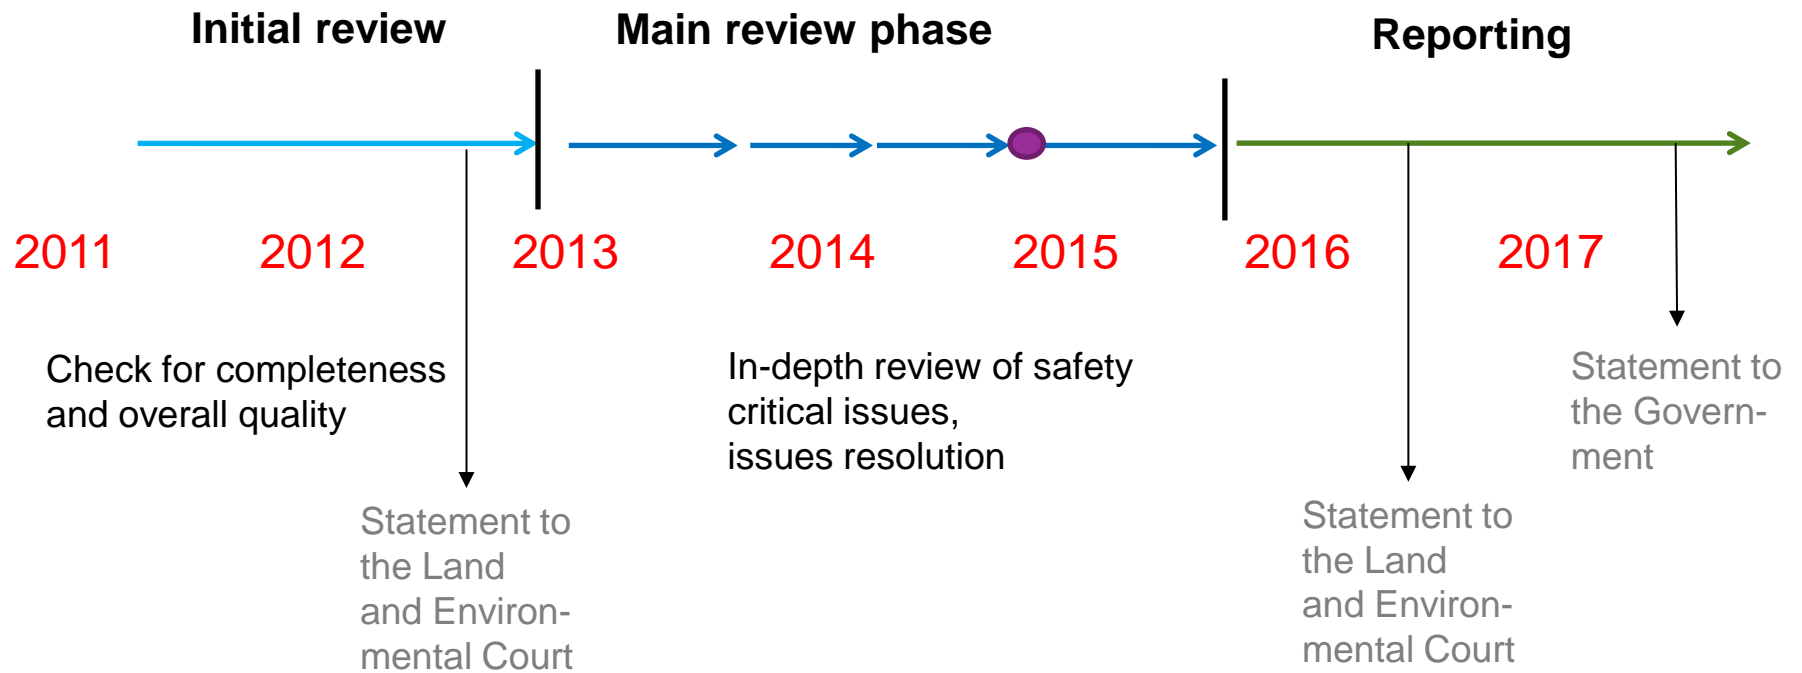 Initial review
Main review phase
Reporting
2011
2012
2013
2014
2015
2016
2017
Check for completeness
and overall quality
In-depth review of safety
critical issues,
issues resolution
Statement to
the Govern-
ment
Statement to
the Land
and Environ-
mental Court
Statement to
the Land
and Environ-
mental Court